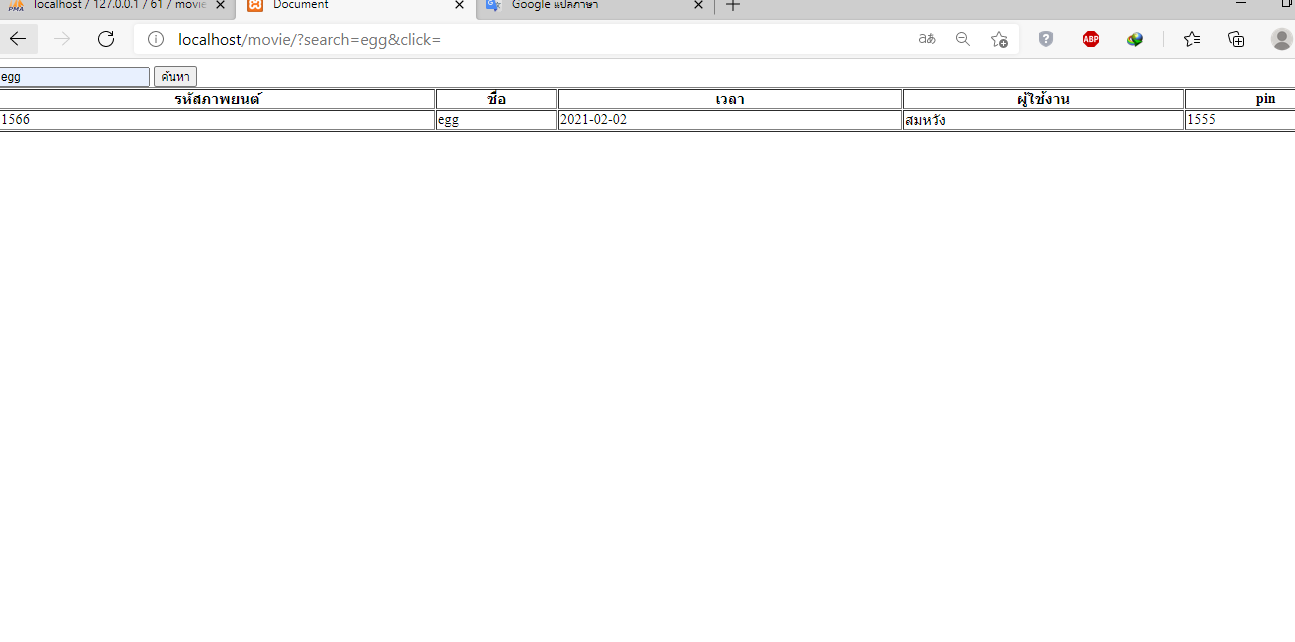 localhost / 127.0.0.1 / 61 / movie Document Google แปลภาษา
localhost/movie/?search=egg&click= aあ ABP
egg ค้นหา
รหัสภาพยนต์ ชื่อ เวลา ผู้ใช้งาน pin
1566 egg 2021-02-02 สมหวัง 1555